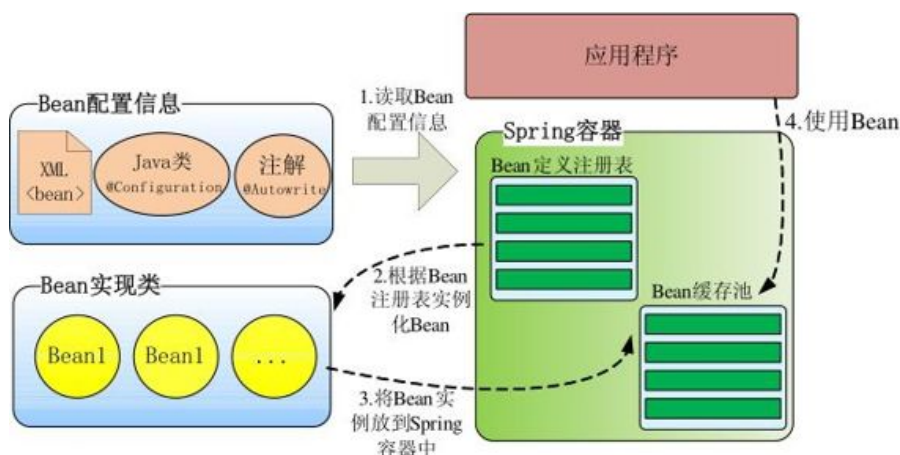 应用程序
Bean配置信息
1.读取Bean
配置信息
4.使用Bean
Spring容器
XML
<bean>
Java类
@Configuration
注解
@Autowrite
Bean定义注册表
Bean实现类
2.根据Bean
注册表实例
化Bean
Bean缓存池
Bean1
Bean1
...
3.将Bean实
例放到Spring
容器中